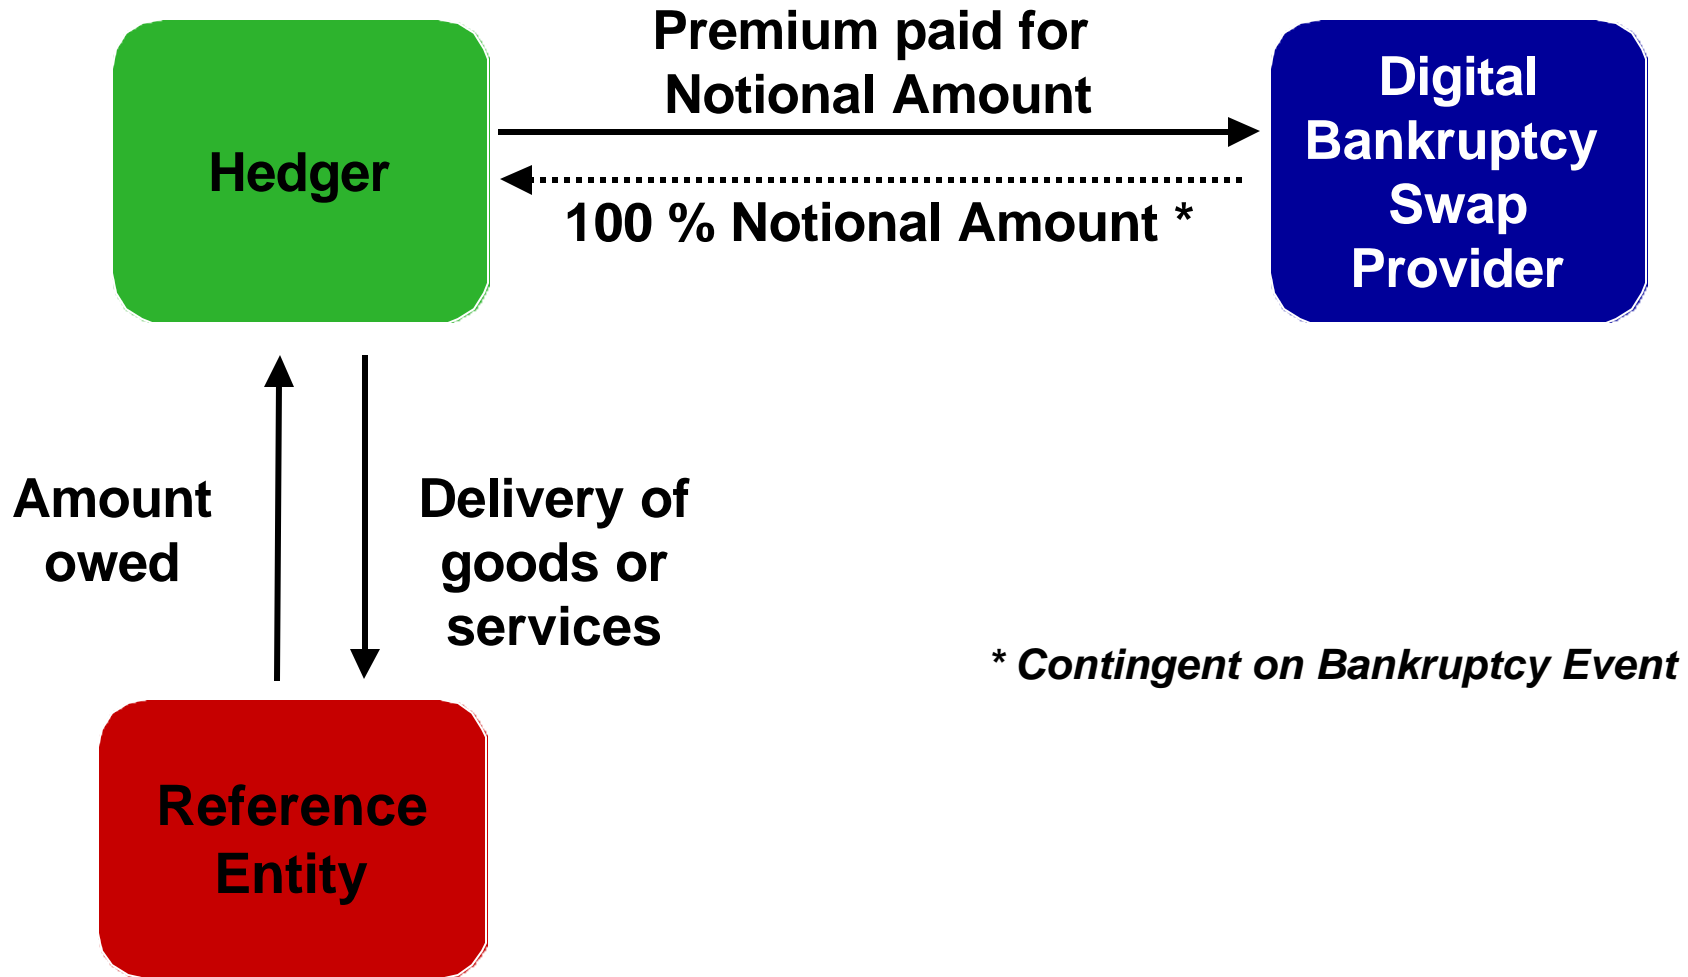 Premium paid for
Notional Amount
Hedger
Digital
Bankruptcy
Swap
Provider
100 % Notional Amount *
Amount
owed
Delivery of
goods or
services
* Contingent on Bankruptcy Event
Reference
Entity